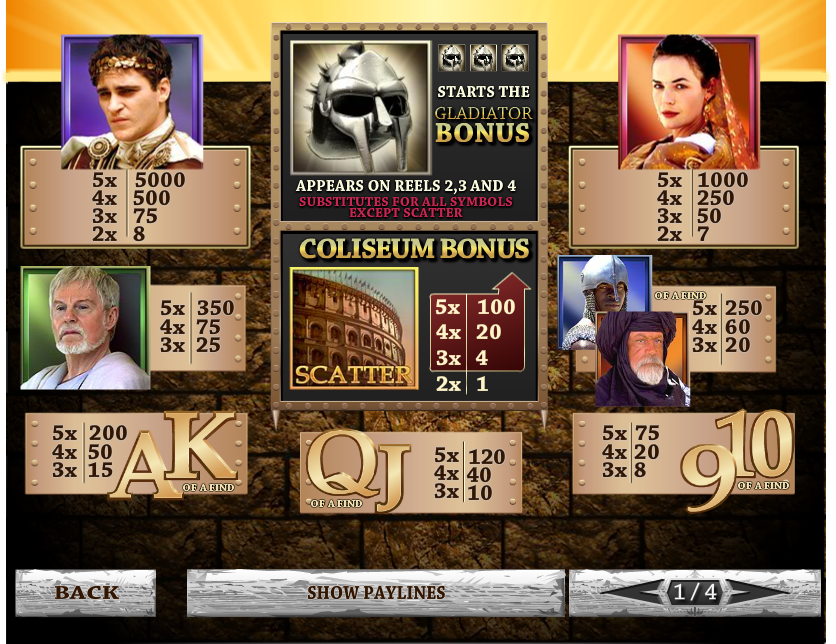 STARTS THE
GLADIATOR
BONUS
APPEARS ON REELS 2,3 AND 4
SUBSTITUTES FOR ALL SYMBOLS
EXCEPT SCATTER
5x 5000
4x 500
3x 75
2x 8
5x 1000
4x 250
3x 50
2x 7
COLISEUM BONUS
SCATTER
5x 100
4x 20
3x 4
2x 1
5x 350
4x 75
3x 25
OF A FIND
5x 250
4x 60
3x 20
5x 200
4x 50
3x 15
AK
OF A FIND
QJ
OF A FIND
5x 120
4x 40
3x 10
5x 75
4x 20
3x 8
9 10
OF A FIND
BACK
SHOW PAYLINES
1/4